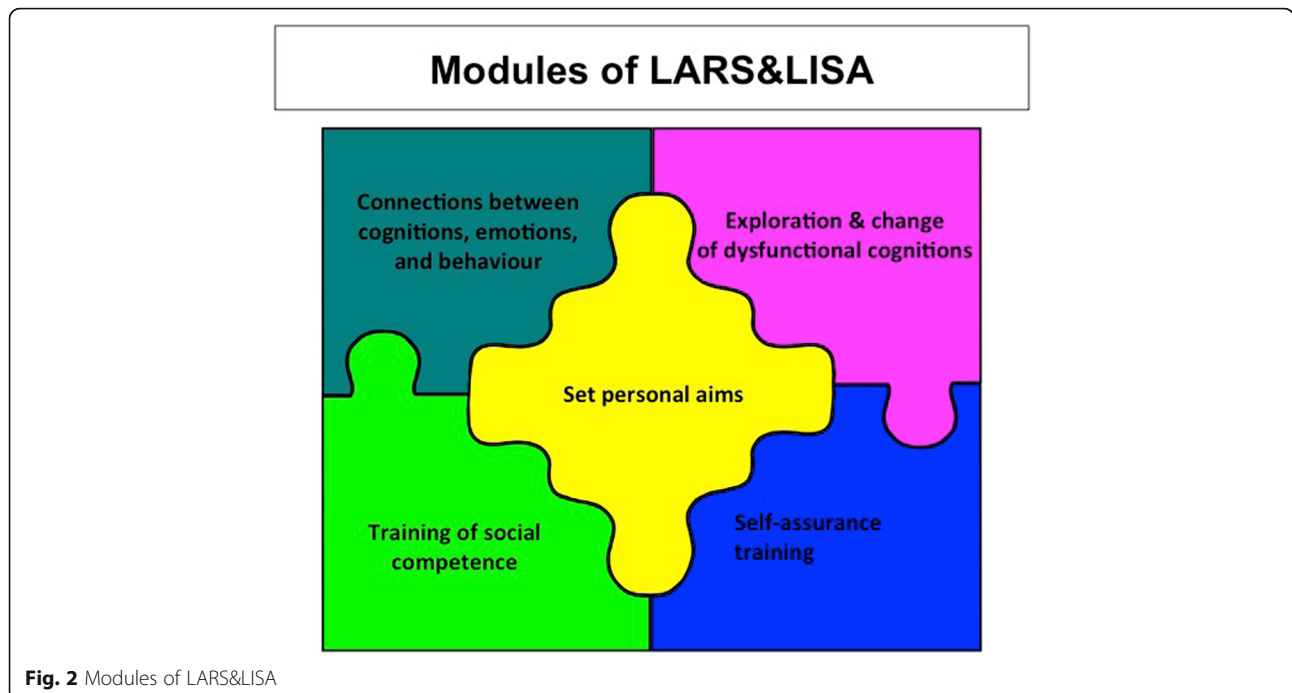 Modules of LARS&LISA
Connections between
cognitions, emotions,
and behaviour
Exploration & change
of dysfunctional cognitions
Set personal aims
Training of social
competence
Self-assurance
training
Fig. 2 Modules of LARS&LISA